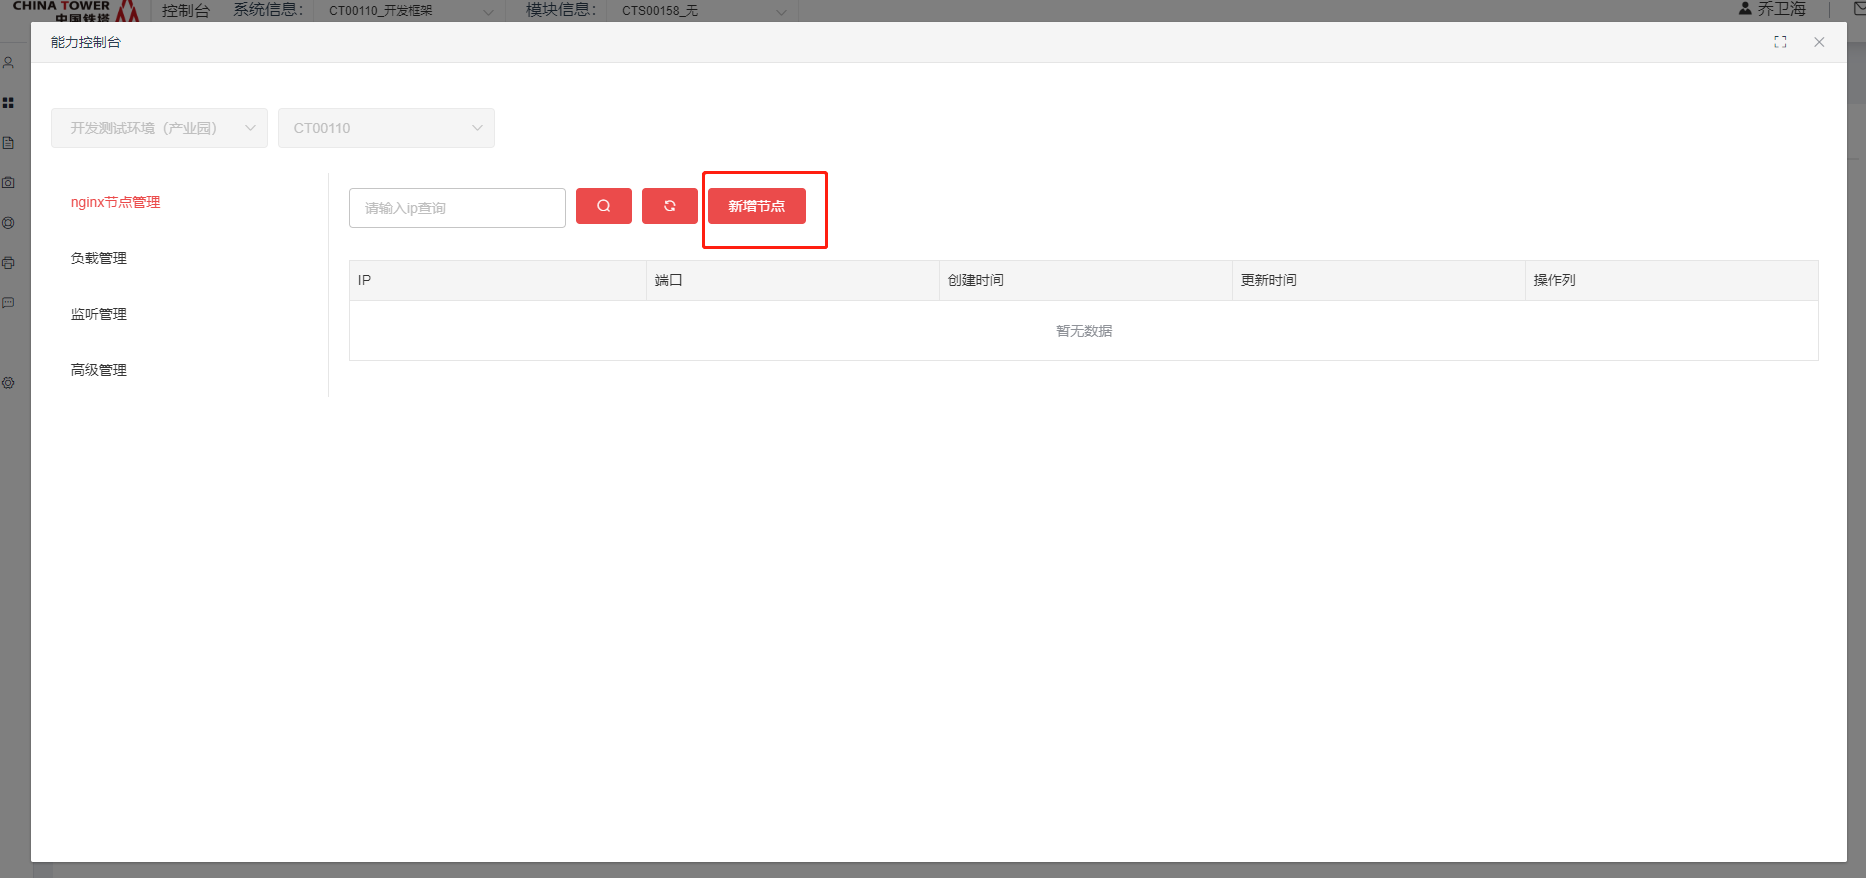 CHINA TOWER
中国铁塔
控制台
系统信息：
CT00110_开发框架
模块信息：
CTS00158_无
乔卫海
能力控制台
开发测试环境（产业园）
CT00110
nginx节点管理
负载管理
监听管理
高级管理
请输入ip查询
新增节点
IP
端口
创建时间
更新时间
操作列
暂无数据